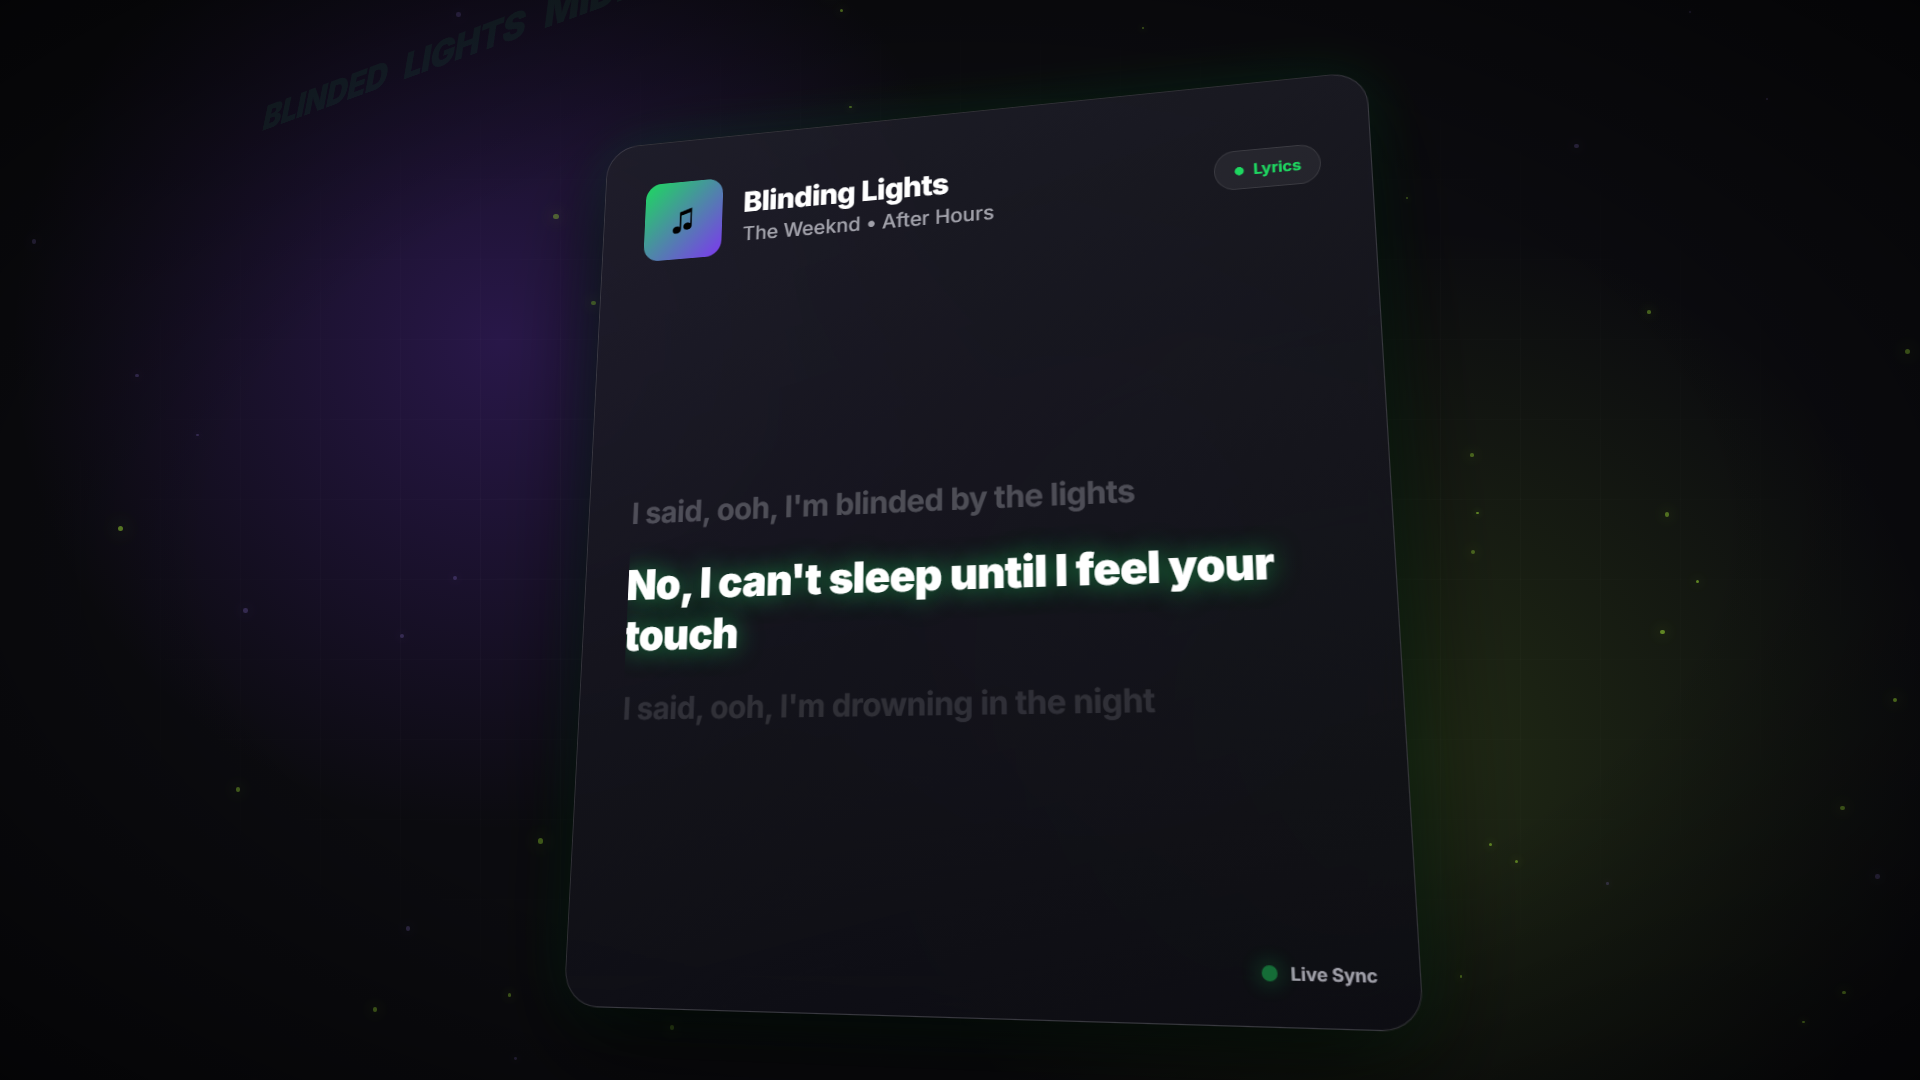 BLINDED LIGHTS
Blinding Lights
The Weeknd • After Hours
Lyrics
I said, ooh, I'm blinded by the lights
No, I can't sleep until I feel your
touch
I said, ooh, I'm drowning in the night
Live Sync